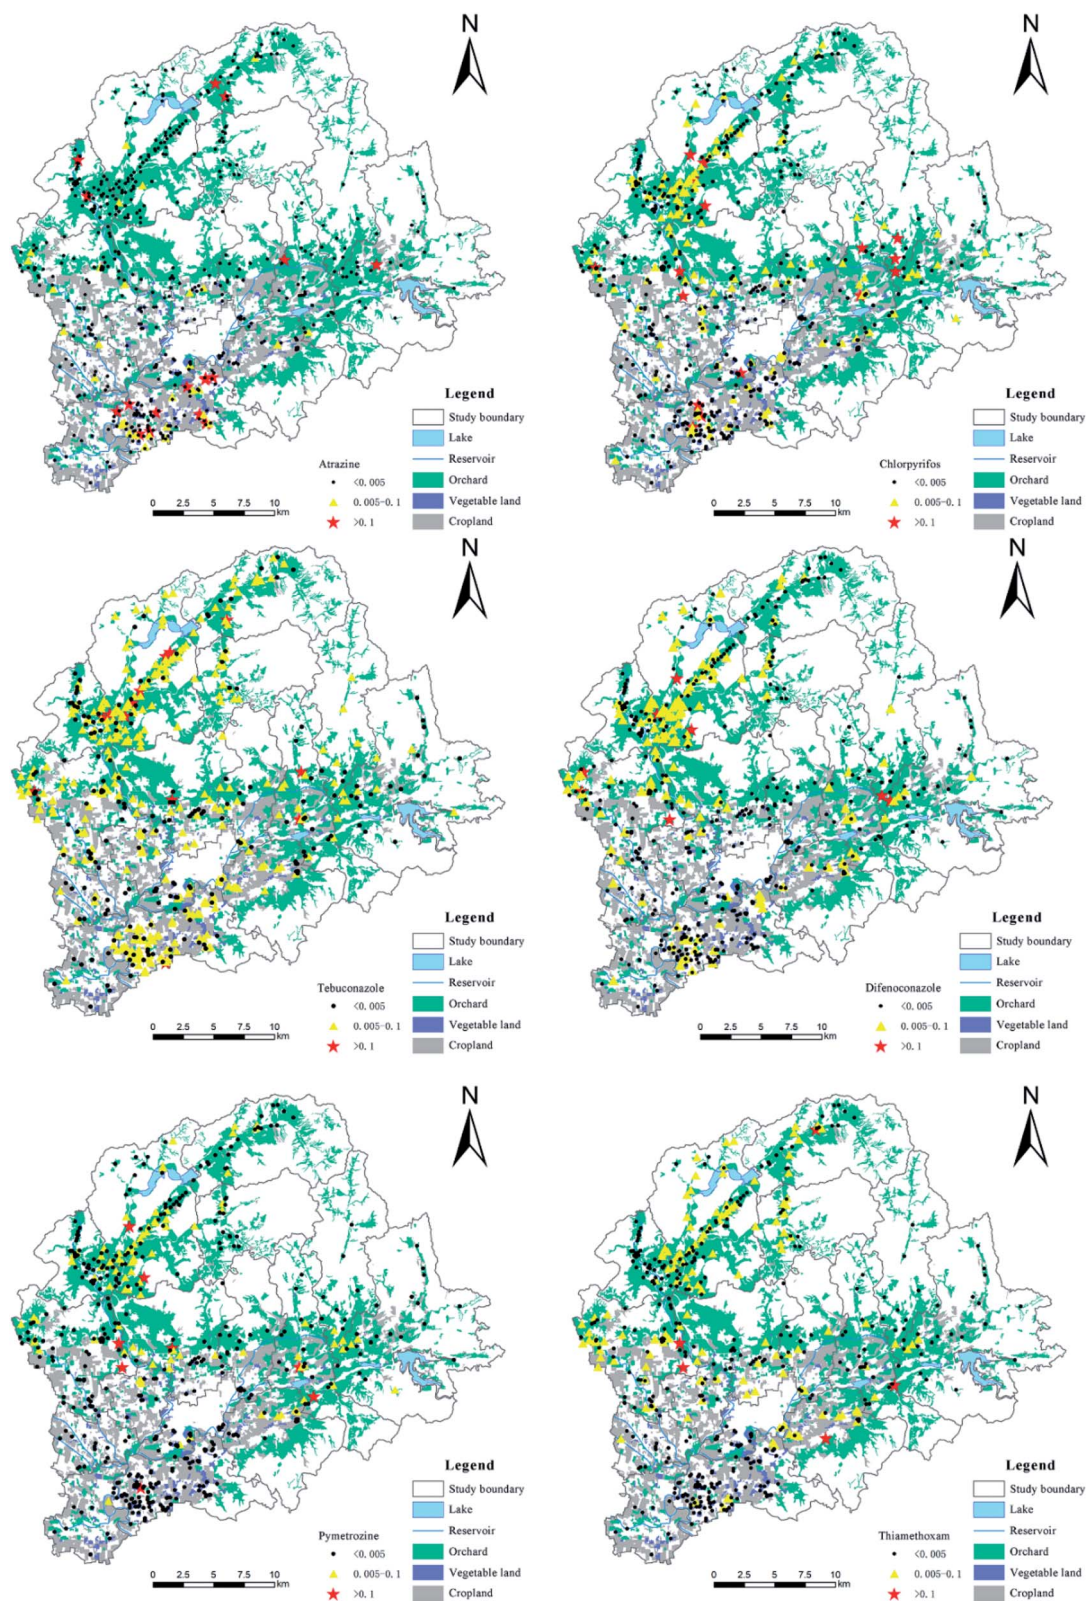 N
Legend
Study boundary
Lake
Reservoir
Orchard
Vegetable land
Cropland
Atrazine
<0.005
0.005-0.1
>0.1
0 2.5 5 7.5 10
km
N
Legend
Study boundary
Lake
Reservoir
Orchard
Vegetable land
Cropland
Chlorpyrifos
<0.005
0.005-0.1
>0.1
0 2.5 5 7.5 10
km
N
Legend
Study boundary
Lake
Reservoir
Orchard
Vegetable land
Cropland
Tebuconazole
<0.005
0.005-0.1
>0.1
0 2.5 5 7.5 10
km
N
Legend
Study boundary
Lake
Reservoir
Orchard
Vegetable land
Cropland
Difenoconazole
<0.005
0.005-0.1
>0.1
0 2.5 5 7.5 10
km
N
Legend
Study boundary
Lake
Reservoir
Orchard
Vegetable land
Cropland
Pymetrozine
<0.005
0.005-0.1
>0.1
0 2.5 5 7.5 10
km
N
Legend
Study boundary
Lake
Reservoir
Orchard
Vegetable land
Cropland
Thiamethoxam
<0.005
0.005-0.1
>0.1
0 2.5 5 7.5 10
km